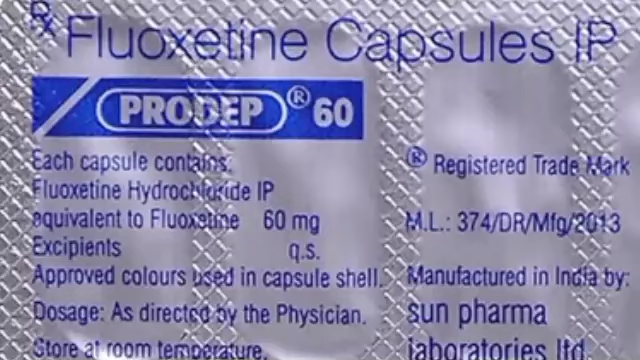 Rx Fluoxetine Capsules IP
PRODEP ® 60
Each capsule contains:
Fluoxetine Hydrochloride IP
equivalent to Fluoxetine 60 mg
Excipients q.s.
Approved colours used in capsule shell.
Dosage: As directed by the Physician.
Store at room temperature.
® Registered Trade Mark
M.L.: 374/DR/Mfg/2013
Manufactured in India by:
sun pharma
laboratories ltd.